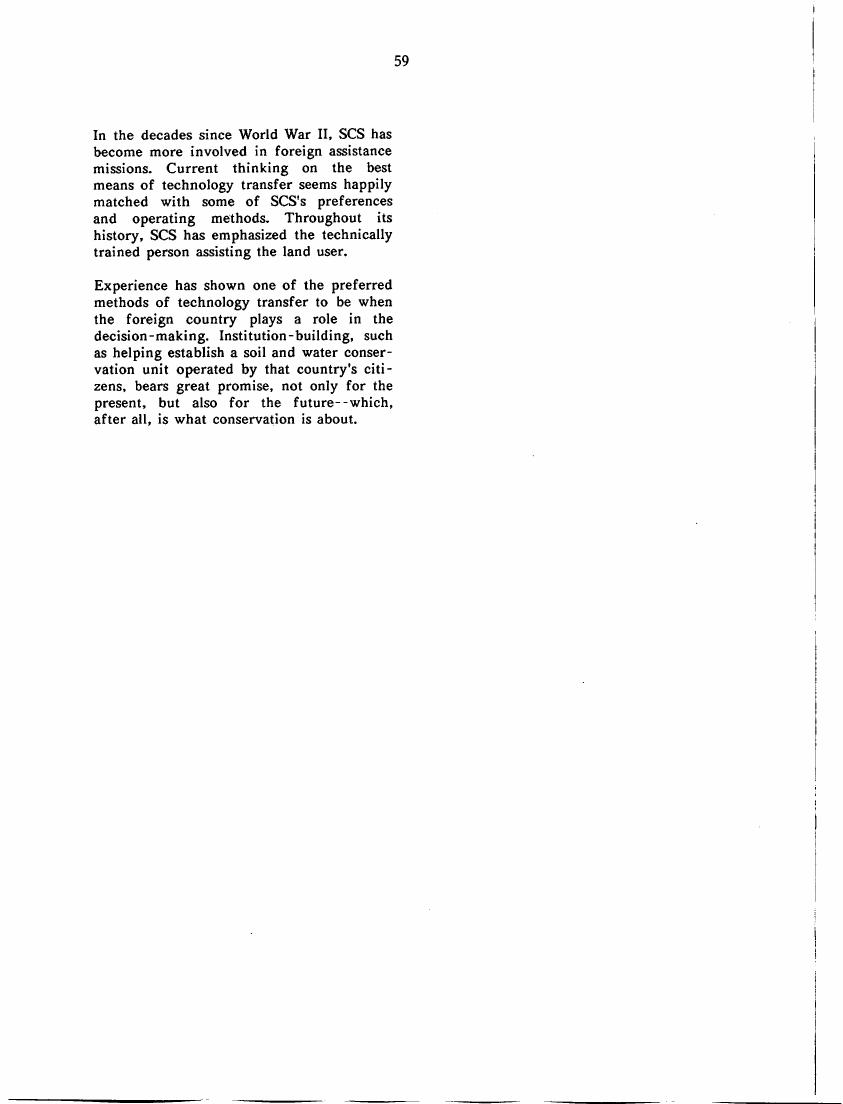 59
In the decades since World War II, SCS has
become more involved in foreign assistance
missions. Current thinking on the best
means of technology transfer seems happily
matched with some of SCS's preferences
and operating methods. Throughout its
history, SCS has emphasized the technically
trained person assisting the land user.
Experience has shown one of the preferred
methods of technology transfer to be when
the foreign country plays a role in the
decision-making. Institution-building, such
as helping establish a soil and water conser-
vation unit operated by that country's citi-
zens, bears great promise, not only for the
present, but also for the future--which,
after all, is what conservation is about.